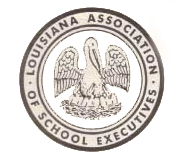 LOUISIANA ASSOCIATION
OF SCHOOL EXECUTIVES